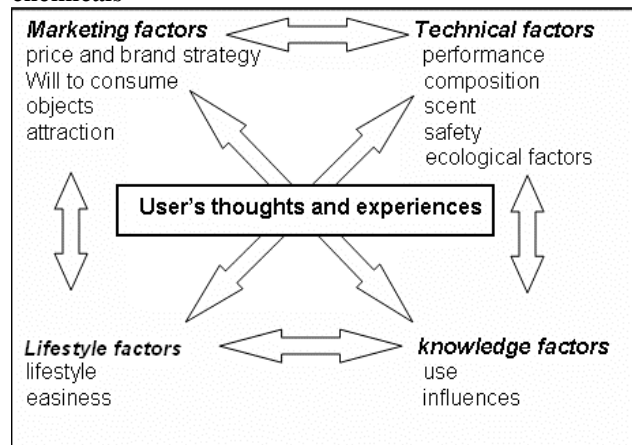 chemicals
Marketing factors
price and brand strategy
Will to consume
objects
attraction
Technical factors
performance
composition
scent
safety
ecological factors
User's thoughts and experiences
Lifestyle factors
lifestyle
easiness
knowledge factors
use
influences